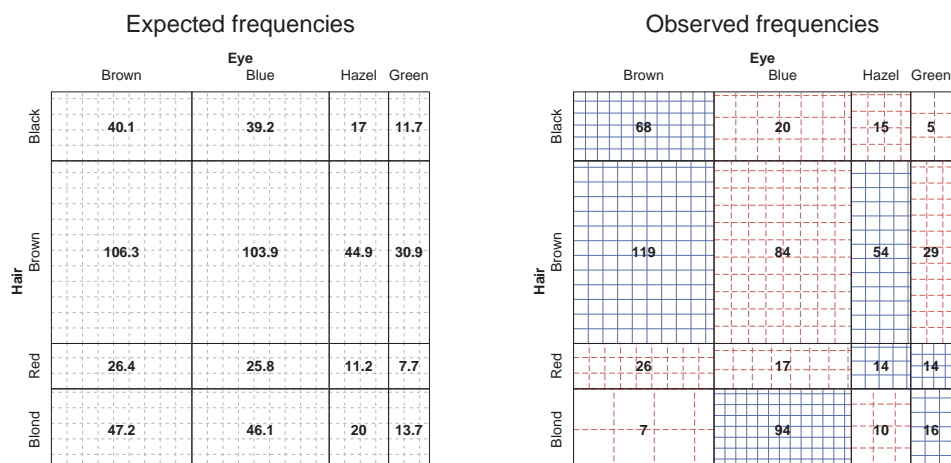 Expected frequencies
Eye
Brown Blue Hazel Green
Hair
Black 40.1 39.2 17 11.7
Brown 106.3 103.9 44.9 30.9
Red 26.4 25.8 11.2 7.7
Blond 47.2 46.1 20 13.7
Observed frequencies
Eye
Brown Blue Hazel Green
Hair
Black 68 20 15 5
Brown 119 84 54 29
Red 26 17 14 14
Blond 7 94 10 16